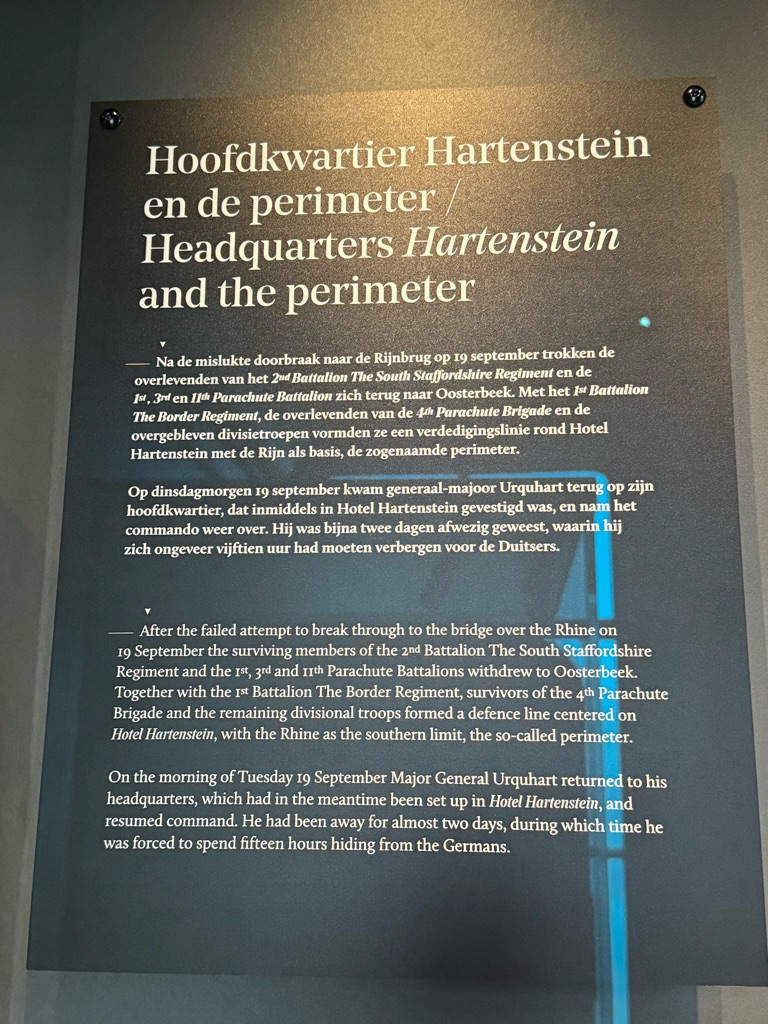 Hoofdkwartier Hartenstein
en de perimeter /
Headquarters Hartenstein
and the perimeter
Na de mislukte doorbraak naar de Rijnbrug op 19 september trokken de
overlevenden van het 2nd Battalion The South Staffordshire Regiment en de
1st, 3rd en 11th Parachute Battalion zich terug naar Oosterbeek. Met het 1st Battalion
The Border Regiment, de overlevenden van de 4th Parachute Brigade en de
overgebleven divisietroepen vormden ze een verdedigingslinie rond Hotel
Hartenstein met de Rijn als basis, de zogenaamde perimeter.
Op dinsdagmorgen 19 september kwam generaal-majoor Urquhart terug op zijn
hoofdkwartier, dat inmiddels in Hotel Hartenstein gevestigd was, en nam het
commando weer over. Hij was bijna twee dagen afwezig geweest, waarin hij
zich ongeveer vijftien uur had moeten verbergen voor de Duitsers.
After the failed attempt to break through to the bridge over the Rhine on
19 September the surviving members of the 2nd Battalion The South Staffordshire
Regiment and the 1st, 3rd and 11th Parachute Battalions withdrew to Oosterbeek.
Together with the 1st Battalion The Border Regiment, survivors of the 4th Parachute
Brigade and the remaining divisional troops formed a defence line centered on
Hotel Hartenstein, with the Rhine as the southern limit, the so-called perimeter.
On the morning of Tuesday 19 September Major General Urquhart returned to his
headquarters, which had in the meantime been set up in Hotel Hartenstein, and
resumed command. He had been away for almost two days, during which time he
was forced to spend fifteen hours hiding from the Germans.